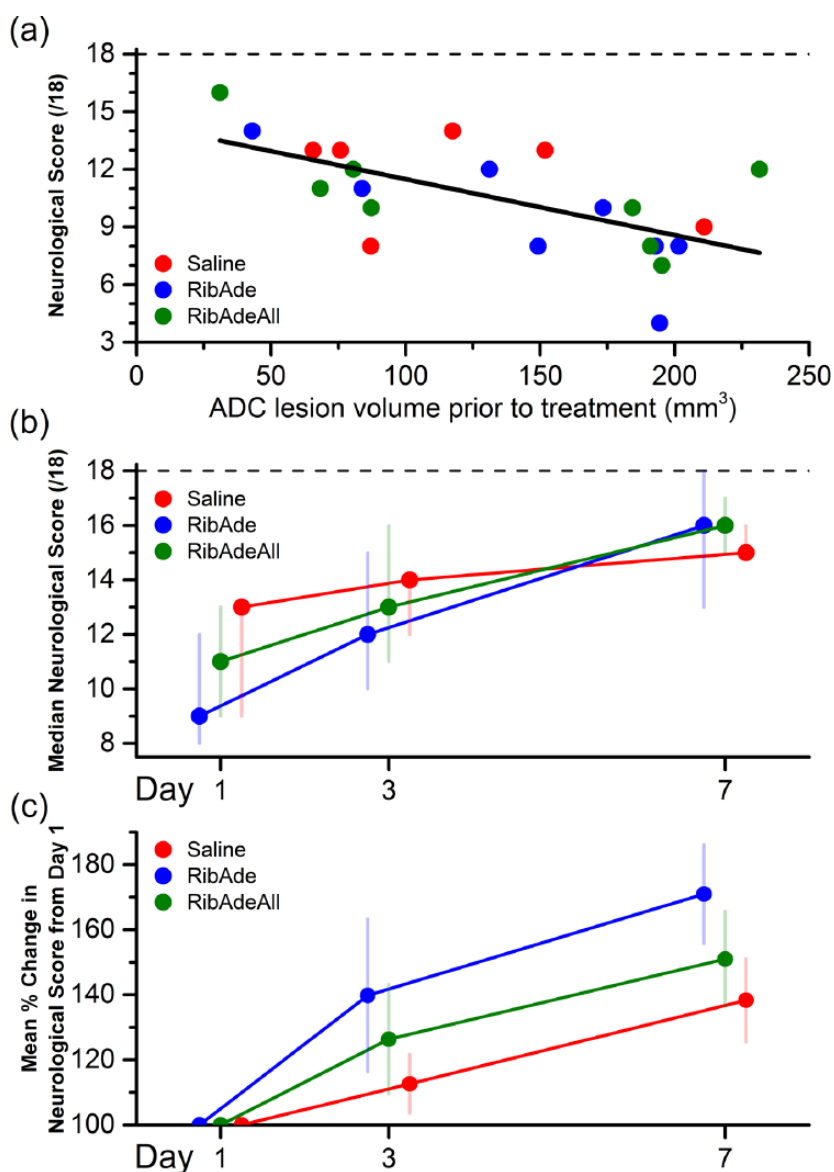 (a)
Neurological Score (/18)
18
15
12
9
6
3
Saline
RibAde
RibAdeAll
0 50 100 150 200 250
ADC lesion volume prior to treatment (mm³)
(b)
Median Neurological Score (/18)
18
16
14
12
10
8
Saline
RibAde
RibAdeAll
Day 1 3 7
(c)
Mean % Change in
Neurological Score from Day 1
180
160
140
120
100
Saline
RibAde
RibAdeAll
Day 1 3 7